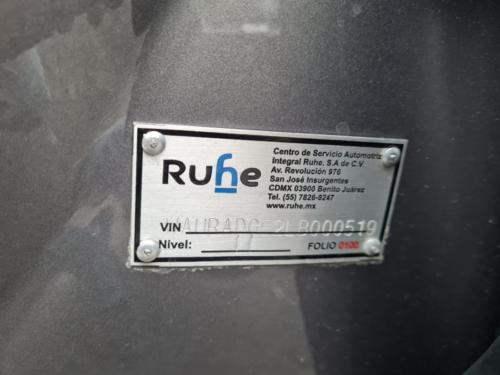 Ruhe
Centro de Servicio Automotriz
Integral Ruhe, S.A de C.V.
Av. Revolución 976
San José Insurgentes
CDMX 03900 Benito Juárez
Tel. (55) 7826-8247
www.ruhe.mx
VIN
Nivel: II FOLIO 0100